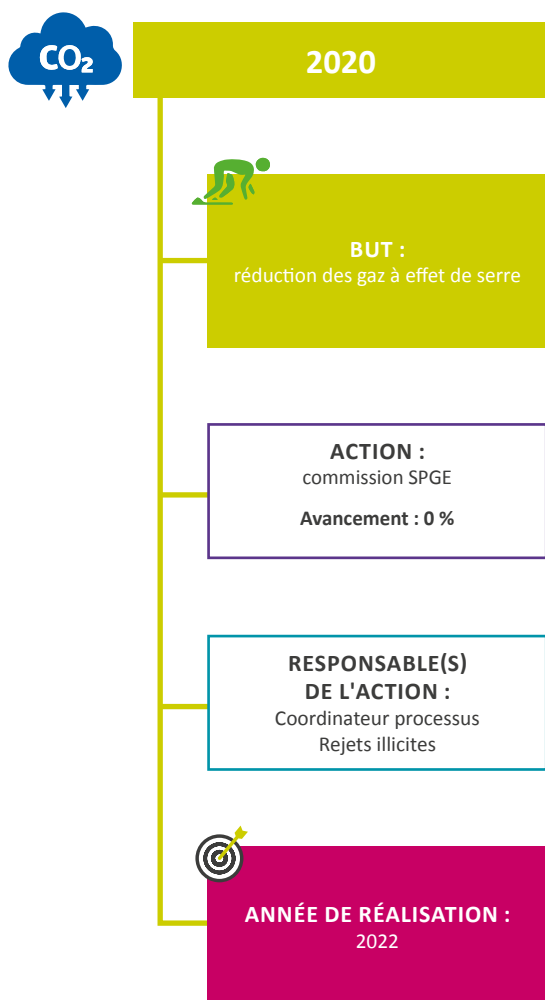 CO₂
2020
BUT :
réduction des gaz à effet de serre
ACTION :
commission SPGE
Avancement : 0 %
RESPONSABLE(S)
DE L'ACTION :
Coordinateur processus
Rejets illicites
ANNÉE DE RÉALISATION :
2022